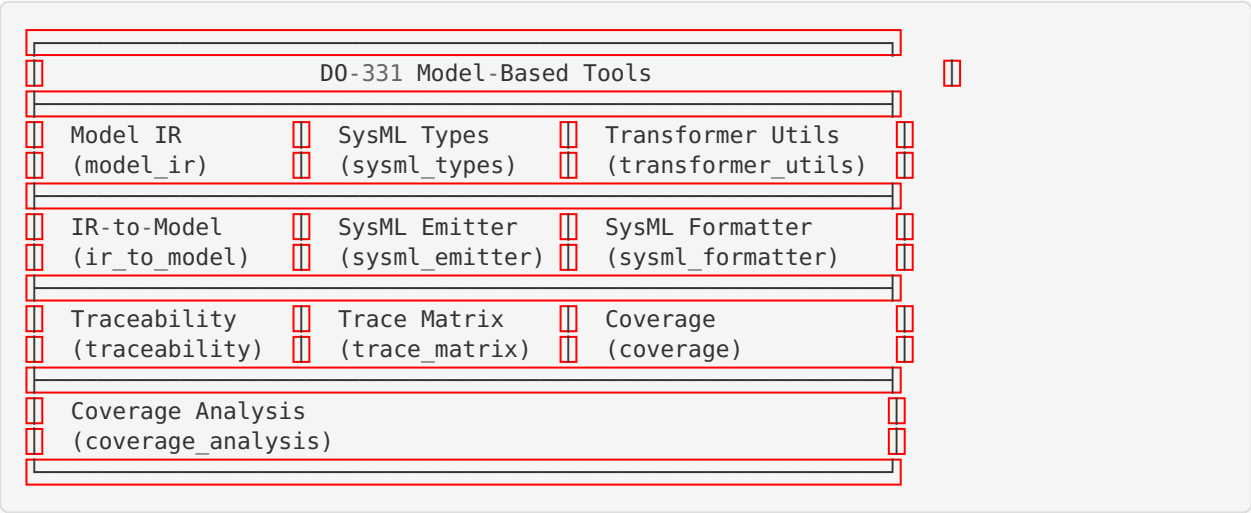 DO-331 Model-Based Tools
Model IR │ SysML Types │ Transformer Utils
(model_ir) │ (sysml_types) │ (transformer_utils)
IR-to-Model │ SysML Emitter │ SysML Formatter
(ir_to_model) │ (sysml_emitter) │ (sysml_formatter)
Traceability │ Trace Matrix │ Coverage
(traceability) │ (trace_matrix) │ (coverage)
Coverage Analysis
(coverage_analysis)